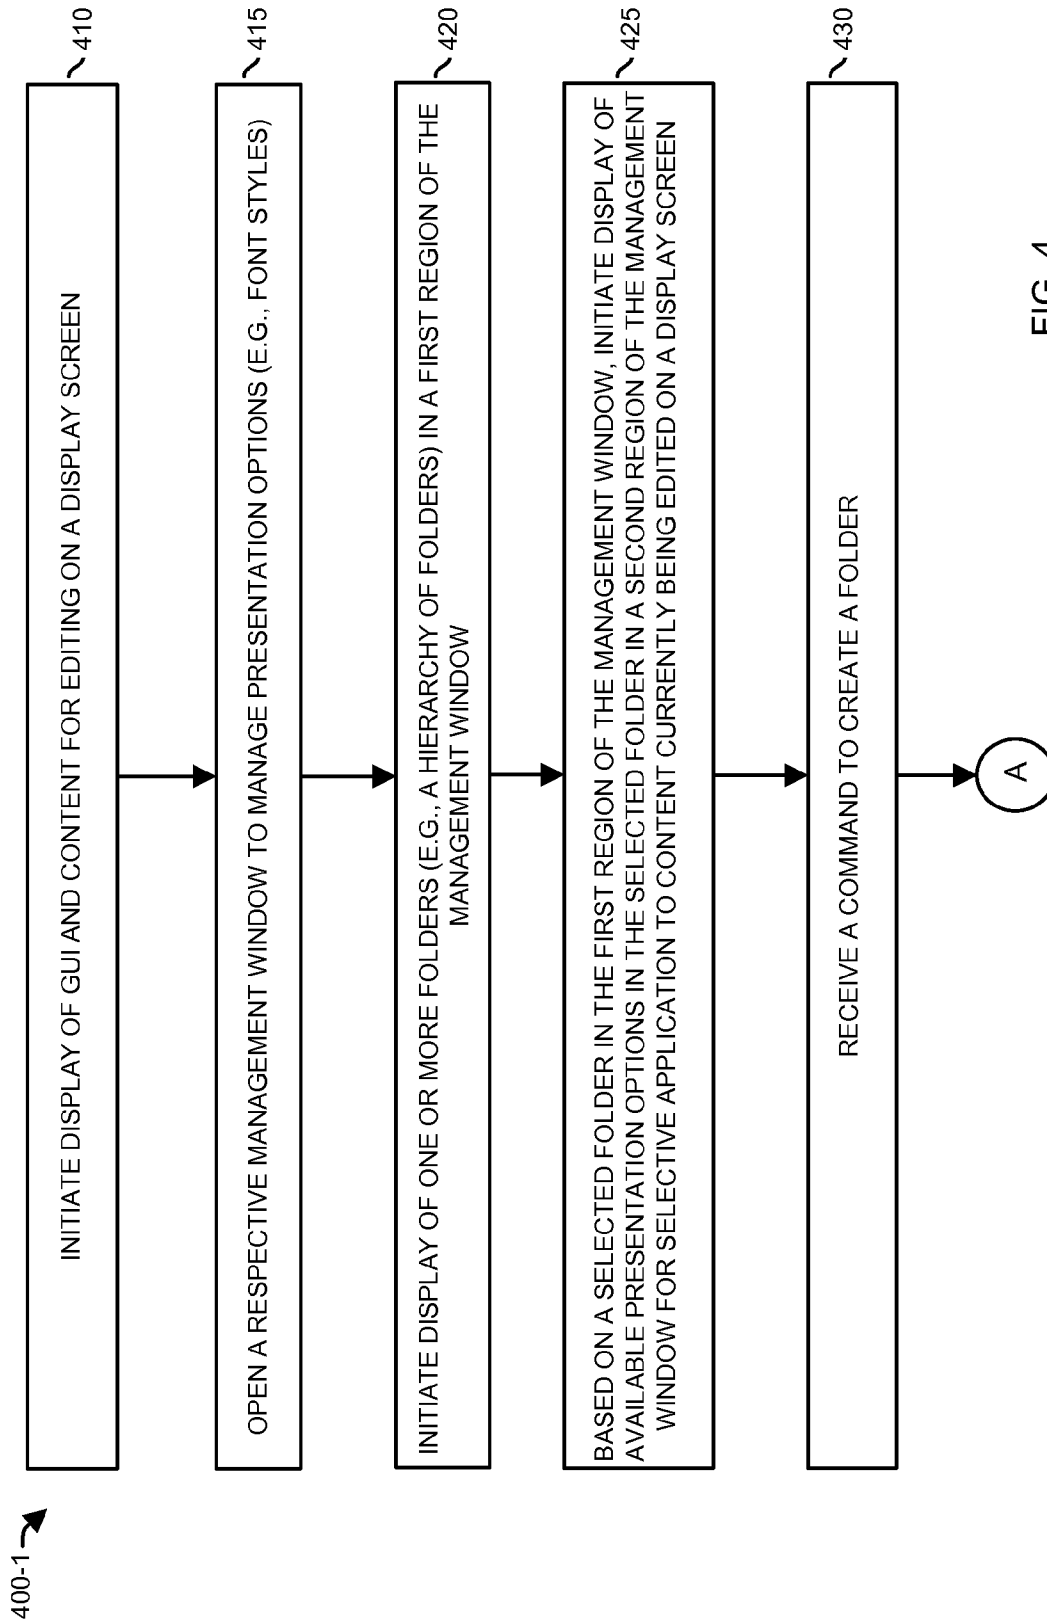 400-1
INITIATE DISPLAY OF GUI AND CONTENT FOR EDITING ON A DISPLAY SCREEN
410
OPEN A RESPECTIVE MANAGEMENT WINDOW TO MANAGE PRESENTATION OPTIONS (E.G., FONT STYLES)
415
INITIATE DISPLAY OF ONE OR MORE FOLDERS (E.G., A HIERARCHY OF FOLDERS) IN A FIRST REGION OF THE
MANAGEMENT WINDOW
420
BASED ON A SELECTED FOLDER IN THE FIRST REGION OF THE MANAGEMENT WINDOW, INITIATE DISPLAY OF
AVAILABLE PRESENTATION OPTIONS IN THE SELECTED FOLDER IN A SECOND REGION OF THE MANAGEMENT
WINDOW FOR SELECTIVE APPLICATION TO CONTENT CURRENTLY BEING EDITED ON A DISPLAY SCREEN
425
RECEIVE A COMMAND TO CREATE A FOLDER
430
A
FIG. 4